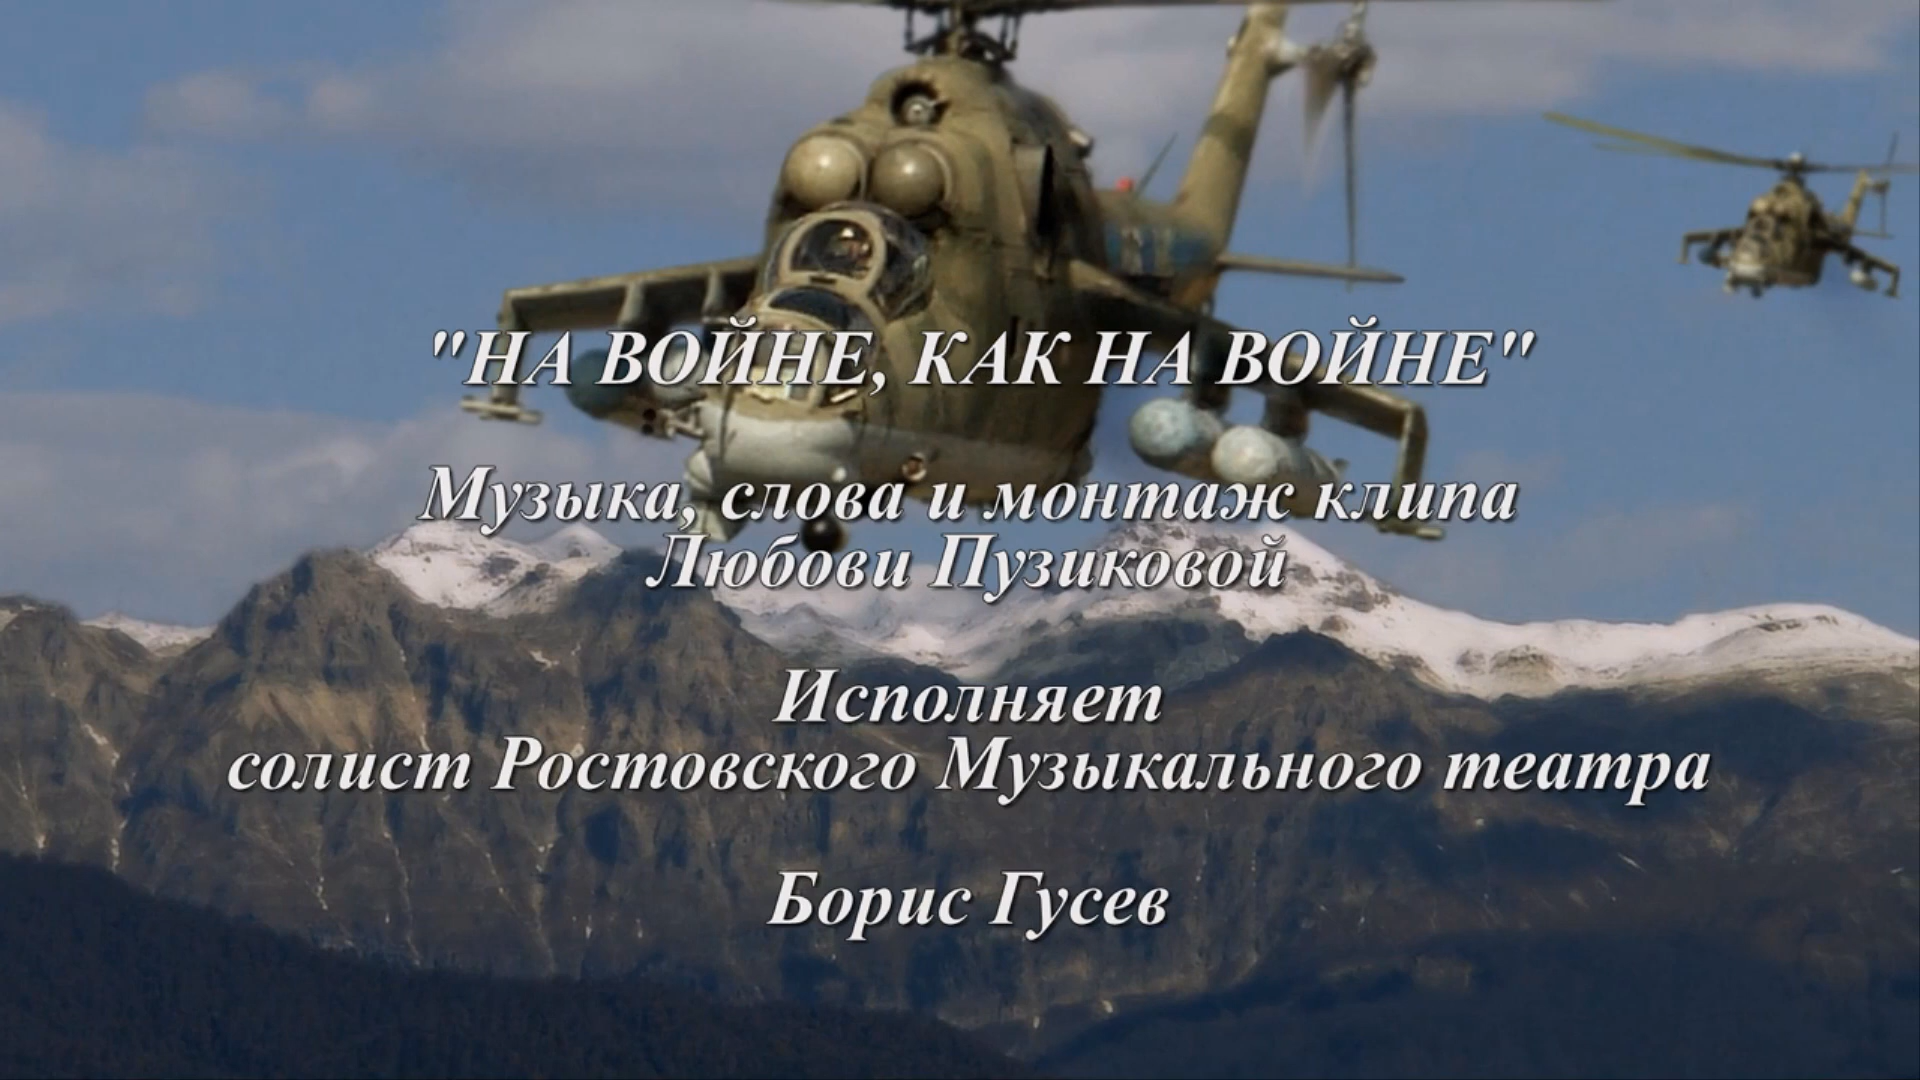 "НА ВОЙНЕ, КАК НА ВОЙНЕ"
Музыка, слова и монтаж клипа
Любови Пузиковой
Исполняет
солист Ростовского Музыкального театра
Борис Гусев